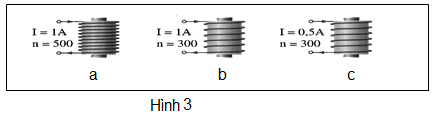 I = 1A
n = 500
a
I = 1A
n = 300
b
I = 0,5A
n = 300
c
Hình 3